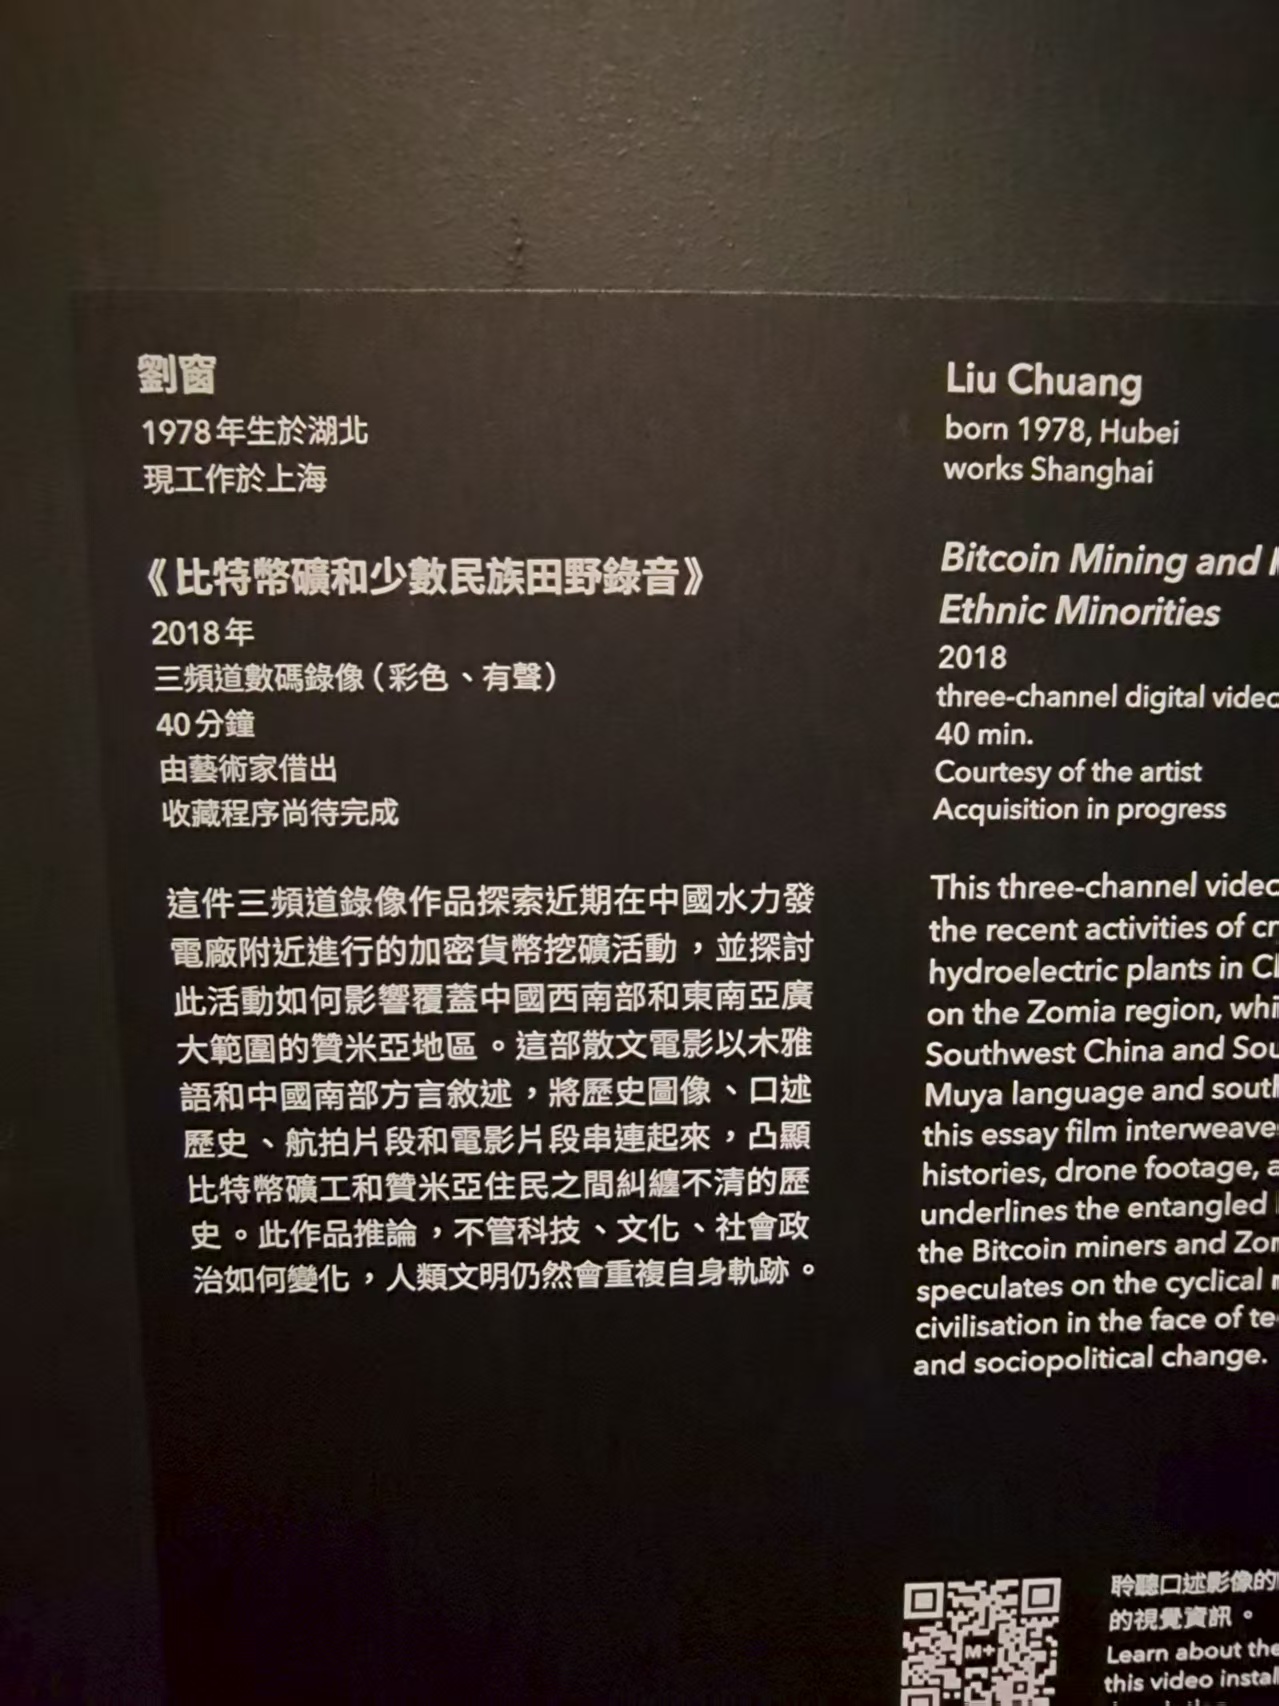 劉窗
1978年生於湖北
現工作於上海
《比特幣礦和少數民族田野錄音》
2018年
三頻道數碼錄像（彩色、有聲）
40分鐘
由藝術家借出
收藏程序尚待完成
這件三頻道錄像作品探索近期在中國水力發
電廠附近進行的加密貨幣挖礦活動，並探討
此活動如何影響覆蓋中國西南部和東南亞廣
大範圍的贊米亞地區。這部散文電影以木雅
語和中國南部方言敘述，將歷史圖像、口述
歷史、航拍片段和電影片段串連起來，凸顯
比特幣礦工和贊米亞住民之間糾纏不清的歷
史。此作品推論，不管科技、文化、社會政
治如何變化，人類文明仍然會重複自身軌跡。
Liu Chuang
born 1978, Hubei
works Shanghai
Bitcoin Mining and
Ethnic Minorities
2018
three-channel digital video
40 min.
Courtesy of the artist
Acquisition in progress
This three-channel video
the recent activities of
hydroelectric plants in
on the Zomia region,
Southwest China and
Muya language and
this essay film
histories, drone footage,
underlines the entangled
the Bitcoin miners and
speculates on the cyclical
civilisation in the face of
and sociopolitical change.
M+
聆聽口述影像的
的視覺資訊。
Learn about the
this video